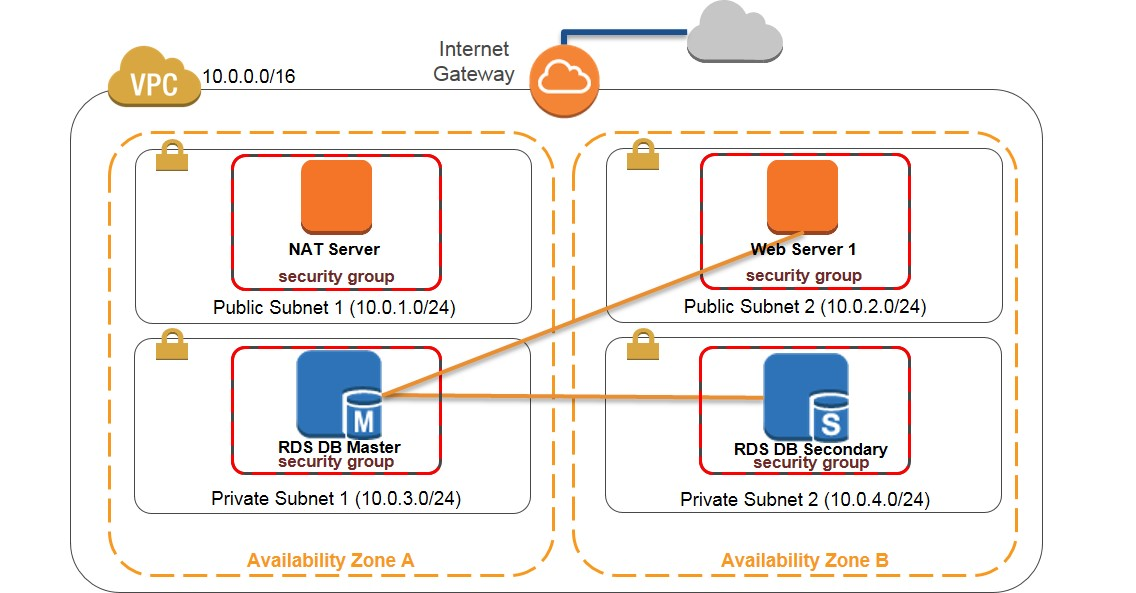 Internet
Gateway
VPC
10.0.0.0/16
NAT Server
security group
Public Subnet 1 (10.0.1.0/24)
Web Server 1
security group
Public Subnet 2 (10.0.2.0/24)
M
RDS DB Master
security group
Private Subnet 1 (10.0.3.0/24)
S
RDS DB Secondary
security group
Private Subnet 2 (10.0.4.0/24)
Availability Zone A
Availability Zone B